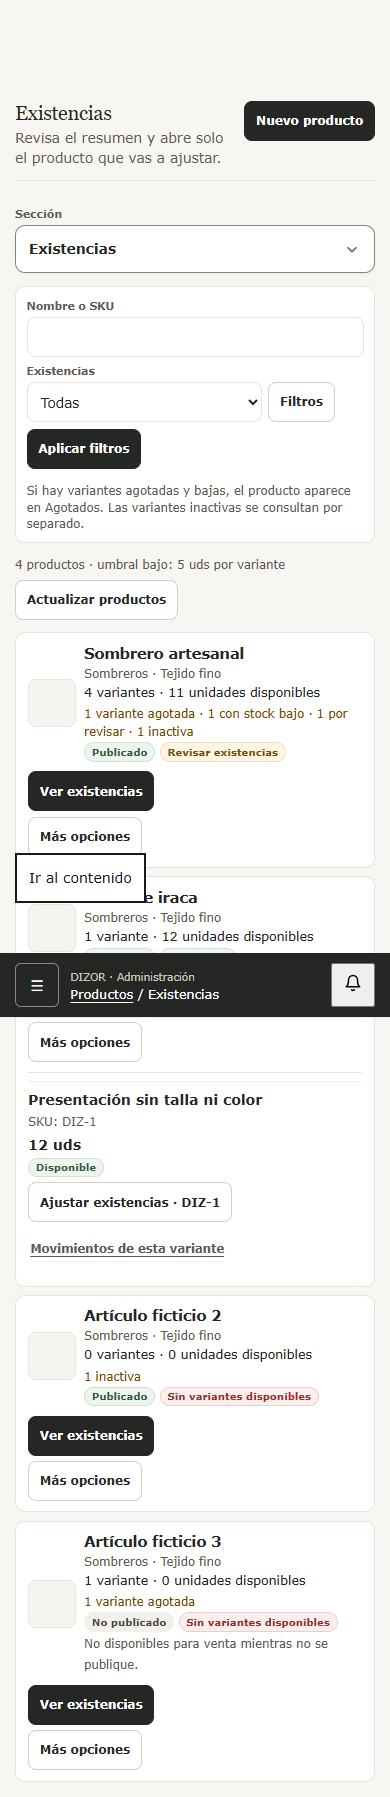 Existencias
Revisa el resumen y abre solo
el producto que vas a ajustar.
Nuevo producto
Sección
Existencias
Nombre o SKU
Existencias
Todas
Filtros
Aplicar filtros
Si hay variantes agotadas y bajas, el producto aparece
en Agotados. Las variantes inactivas se consultan por
separado.
4 productos · umbral bajo: 5 uds por variante
Actualizar productos
Sombrero artesanal
Sombreros · Tejido fino
4 variantes · 11 unidades disponibles
1 variante agotada · 1 con stock bajo · 1 por
revisar · 1 inactiva
Publicado
Revisar existencias
Ver existencias
Más opciones
Ir al contenido
iraca
Sombreros · Tejido fino
1 variante · 12 unidades disponibles
DIZOR · Administración
Productos / Existencias
Más opciones
Presentación sin talla ni color
SKU: DIZ-1
12 uds
Disponible
Ajustar existencias · DIZ-1
Movimientos de esta variante
Artículo ficticio 2
Sombreros · Tejido fino
0 variantes · 0 unidades disponibles
1 inactiva
Publicado
Sin variantes disponibles
Ver existencias
Más opciones
Artículo ficticio 3
Sombreros · Tejido fino
1 variante · 0 unidades disponibles
1 variante agotada
No publicado
Sin variantes disponibles
No disponibles para venta mientras no se
publique.
Ver existencias
Más opciones